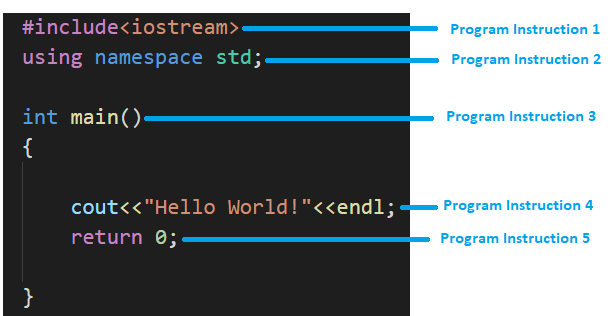 #include<iostream> Program Instruction 1
using namespace std; Program Instruction 2
int main() Program Instruction 3
{
cout<<"Hello World!"<<endl; Program Instruction 4
return 0; Program Instruction 5
}